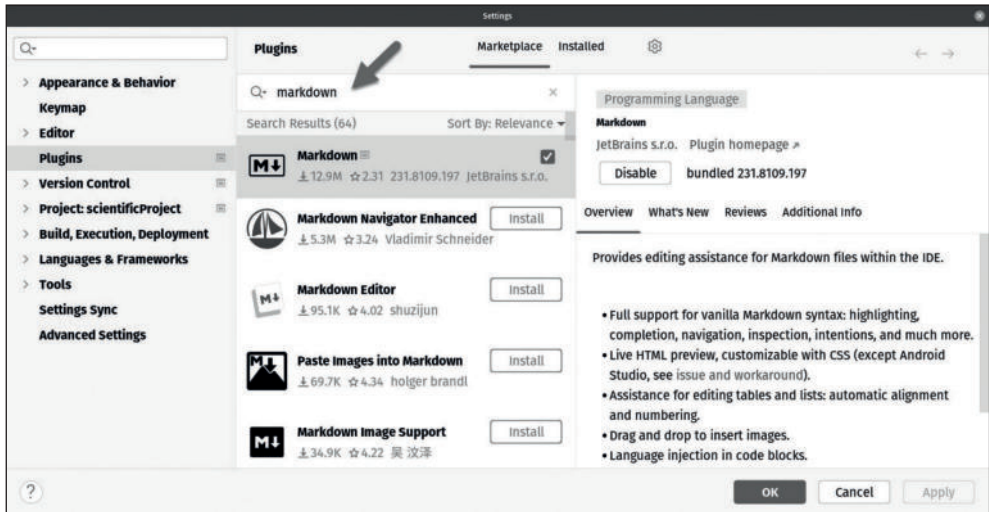 Settings
Appearance & Behavior
Keymap
Editor
Plugins
Version Control
Project: scientificProject
Build, Execution, Deployment
Languages & Frameworks
Tools
Settings Sync
Advanced Settings
Plugins
Marketplace Installed
markdown
Search Results (64) Sort By: Relevance
Markdown
12.9M 2.31 231.8109.197 JetBrains s.r.o.
Markdown Navigator Enhanced Install
5.3M 3.24 Vladimir Schneider
Markdown Editor Install
95.1K 4.02 shuzijun
Paste Images into Markdown Install
69.7K 4.34 holger brandl
Markdown Image Support Install
34.9K 4.22 吴 汶泽
Programming Language
Markdown
JetBrains s.r.o. Plugin homepage ↗
Disable bundled 231.8109.197
Overview What's New Reviews Additional Info
Provides editing assistance for Markdown files within the IDE.
• Full support for vanilla Markdown syntax: highlighting,
completion, navigation, inspection, intentions, and much more.
• Live HTML preview, customizable with CSS (except Android
Studio, see issue and workaround).
• Assistance for editing tables and lists: automatic alignment
and numbering.
• Drag and drop to insert images.
• Language injection in code blocks.
? OK Cancel Apply